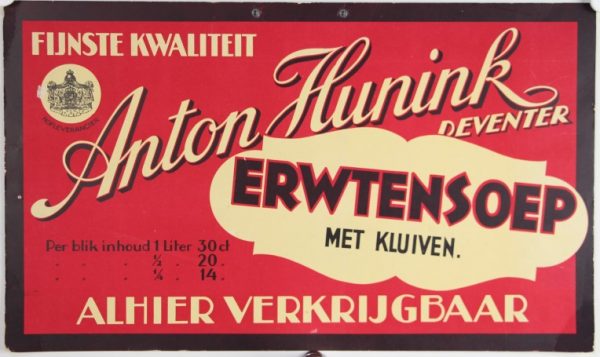 FIJNSTE KWALITEIT
HOFLEVERANCIER
Anton Hunink
DEVENTER
ERWTENSOEP
MET KLUIVEN.
Per blik inhoud 1 Liter 30 ct
" " " ½ " 20 "
" " " ¼ " 14 "
ALHIER VERKRIJGBAAR